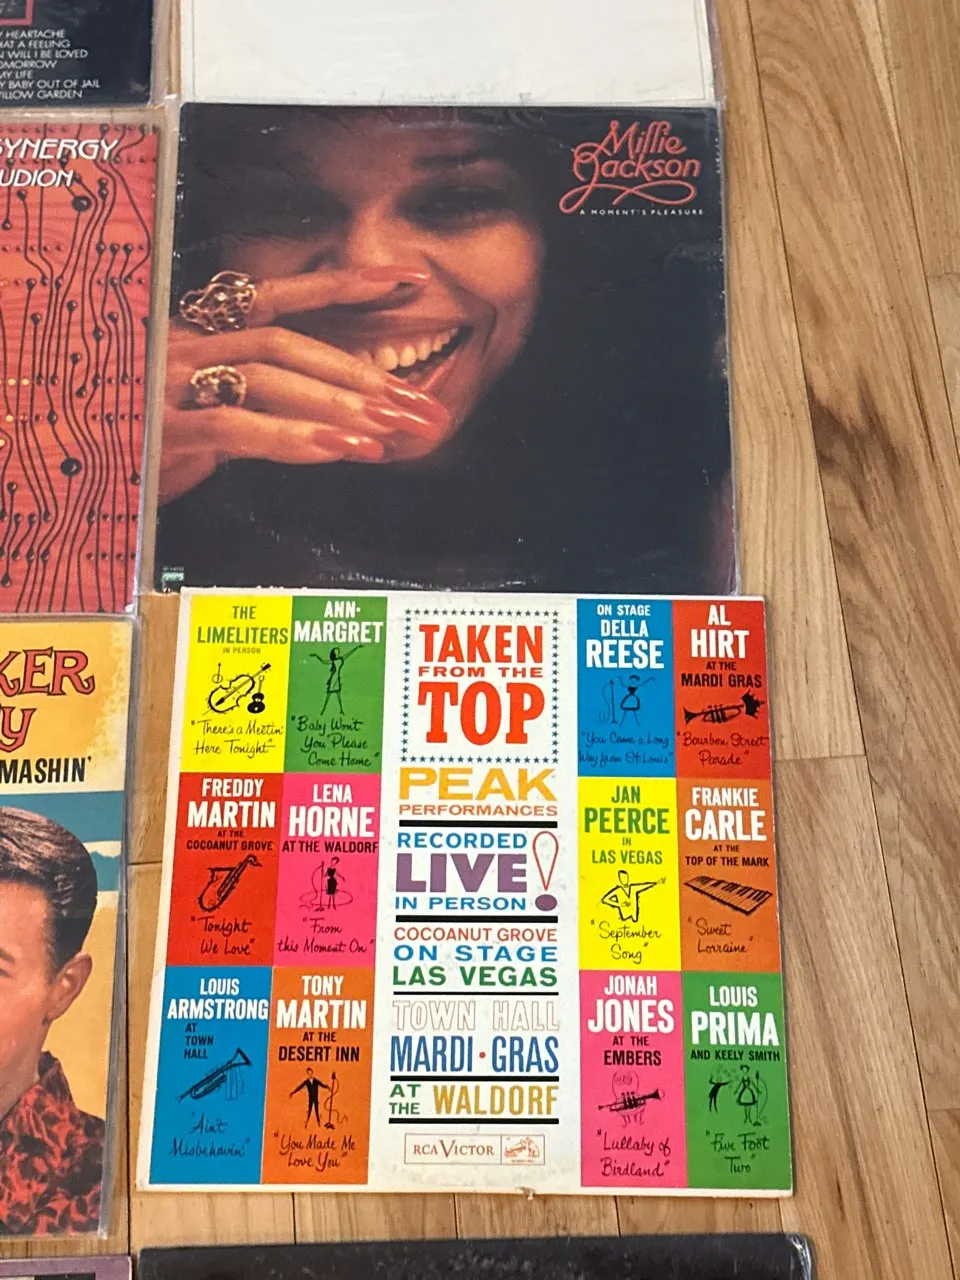 HEARTACHE
AT A FEELING
WILL I BE LOVED
MY LIFE
BABY OUT OF JAIL
GARDEN
SYNERGY
Millie
Jackson
A MOMENT'S PLEASURE
MASHIN'
THE
LIMELITERS
IN PERSON
"There's a Meetin'
Here Tonight"
ANN-
MARGRET
"Baby Won't
You Please
Come Home"
TAKEN
FROM THE
TOP
PEAK
PERFORMANCES
RECORDED
LIVE!
IN PERSON
COCOANUT GROVE
ON STAGE
LAS VEGAS
TOWN HALL
MARDI·GRAS
AT
THE WALDORF
RCA VICTOR
ON STAGE
DELLA
REESE
"You Came a Long
Way from St. Louis"
AL
HIRT
AT THE
MARDI GRAS
"Bourbon Street
Parade"
FREDDY
MARTIN
AT THE
COCOANUT GROVE
"Tonight
We Love"
LENA
HORNE
AT THE WALDORF
"From
this Moment On"
JAN
PEERCE
IN
LAS VEGAS
"September
Song"
FRANKIE
CARLE
AT THE
TOP OF THE MARK
"Sweet
Lorraine"
LOUIS
ARMSTRONG
AT
TOWN
HALL
"Ain't
Misbehavin'"
TONY
MARTIN
AT THE
DESERT INN
"You Made Me
Love You"
JONAH
JONES
AT THE
EMBERS
"Lullaby of
Birdland"
LOUIS
PRIMA
AND KEELY SMITH
"Five Foot
Two"